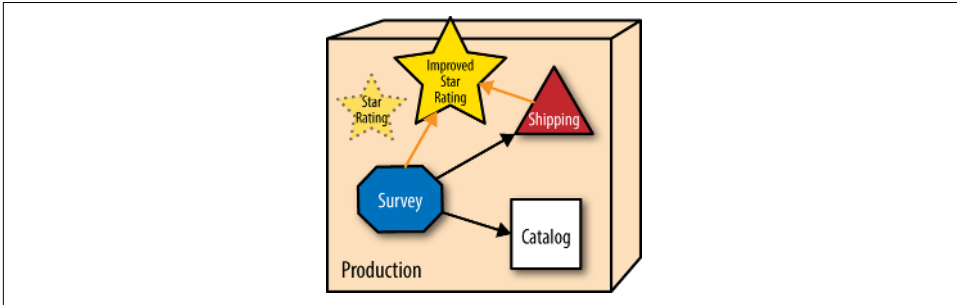 Improved
Star
Rating
Star
Rating
Shipping
Survey
Catalog
Production